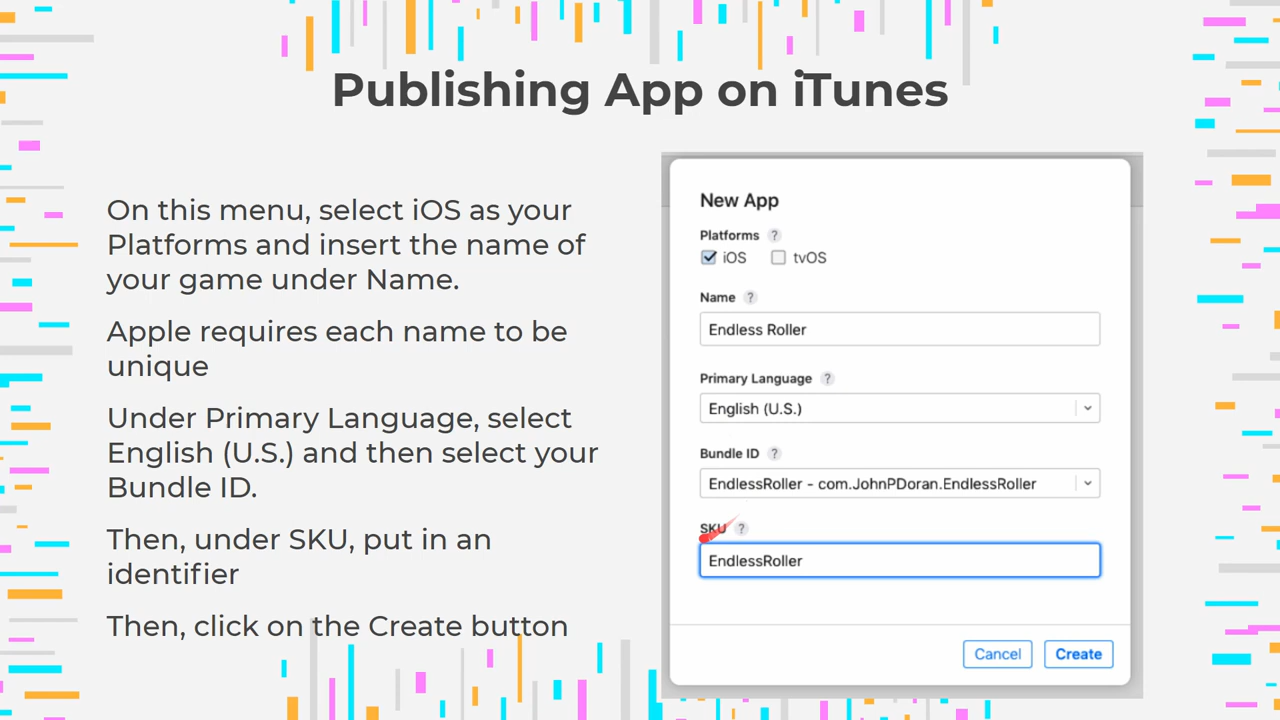 Publishing App on iTunes
On this menu, select iOS as your
Platforms and insert the name of
your game under Name.
Apple requires each name to be
unique
Under Primary Language, select
English (U.S.) and then select your
Bundle ID.
Then, under SKU, put in an
identifier
Then, click on the Create button
New App
Platforms ?
iOS tvOS
Name ?
Endless Roller
Primary Language ?
English (U.S.)
Bundle ID ?
EndlessRoller - com.JohnPDoran.EndlessRoller
SKU ?
EndlessRoller
Cancel Create